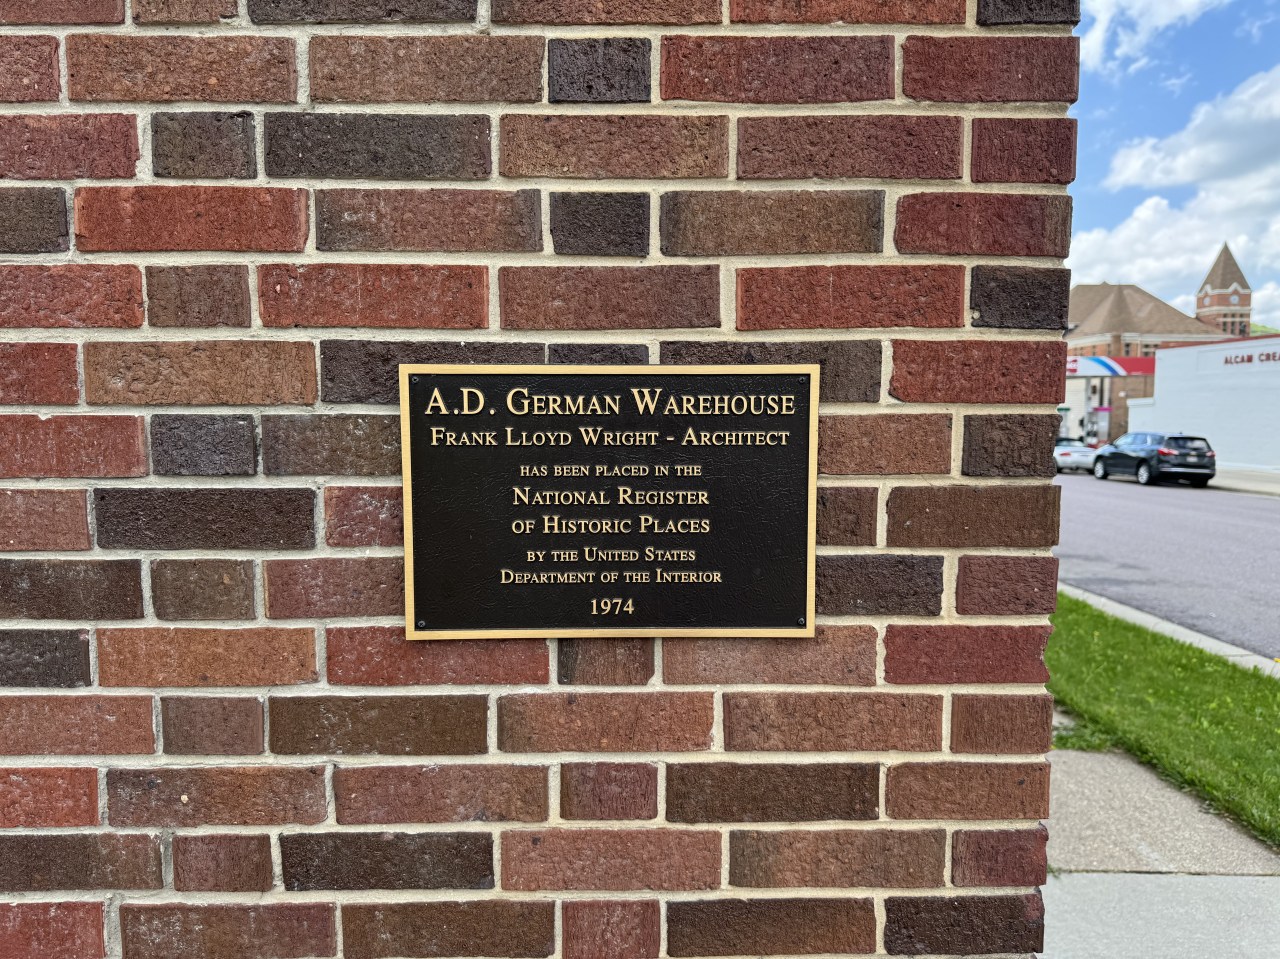 A.D. German Warehouse
Frank Lloyd Wright - Architect
has been placed in the
National Register
of Historic Places
by the United States
Department of the Interior
1974
ALCAM